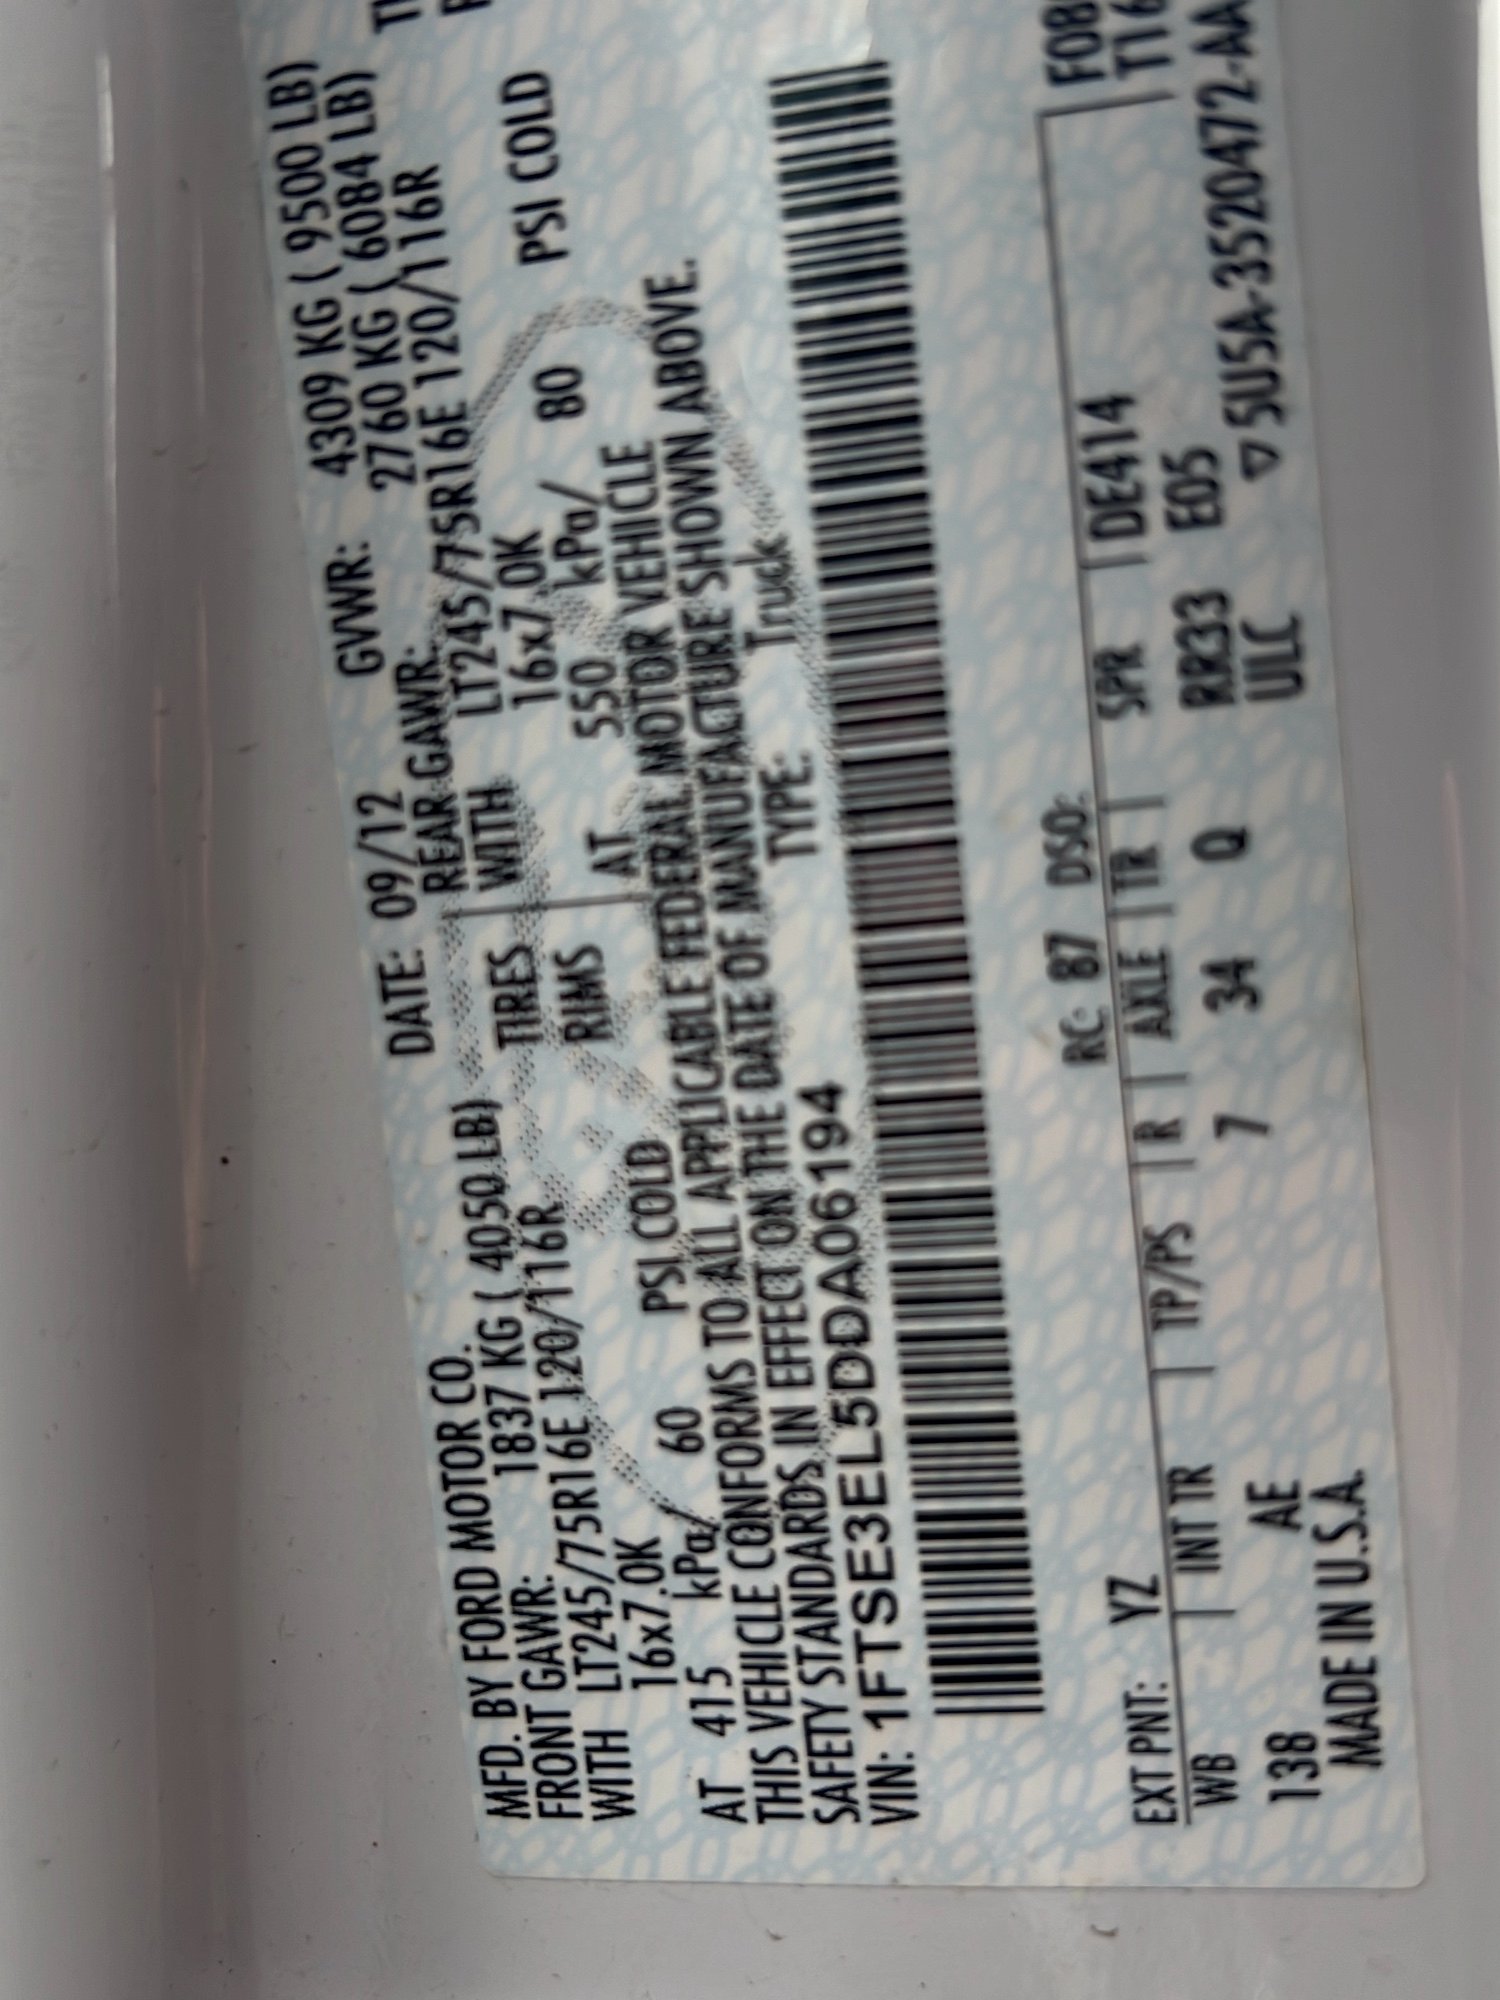 MFD. BY FORD MOTOR CO.
DATE: 09/12 GVWR: 4309 KG ( 9500 LB)
FRONT GAWR: 1837 KG ( 4050 LB) REAR GAWR: 2760 KG ( 6084 LB)
WITH LT245/75R16E 120/116R TIRES WITH LT245/75R16E 120/116R
16x7.0K RIMS 16x7.0K
AT 415 kPa/ 60 PSI COLD AT 550 kPa/ 80 PSI COLD
THIS VEHICLE CONFORMS TO ALL APPLICABLE FEDERAL MOTOR VEHICLE
SAFETY STANDARDS IN EFFECT ON THE DATE OF MANUFACTURE SHOWN ABOVE.
VIN: 1FTSE3EL5DDA06194 TYPE: Truck
EXT PNT: YZ RC: 87 DSO:
WB | INT TR | TP/PS | R | AXLE | TR | SPR | DE414
138 AE 7 34 Q RR33 E05
MADE IN U.S.A. ULC ▽ 5U5A-3520472-AA